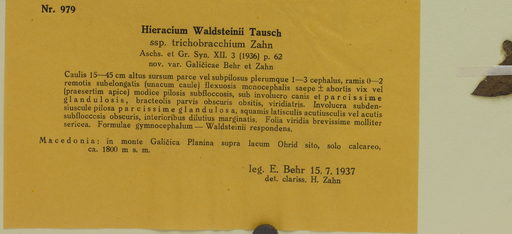 Nr. 979
Hieracium Waldsteinii Tausch
ssp. trichobracchium Zahn
Aschs. et Gr. Syn. XII. 3 (1936) p. 62
nov. var. Galičicae Behr et Zahn
Caulis 15—45 cm altus sursum parce vel subpilosus plerumque 1—3 cephalus, ramis 0—2
remotis subelongatis (unacum caule) flexuosis monocephalis saepe ± abortis vix vel
(praesertim apice) modice pilosis subfloccosis, sub involucro canis et parcissime
glandulosis, bracteolis parvis obscuris obsitis, viridiatris. Involucra subden-
siuscule pilosa parcissime glandulosa, squamis latisculis acutiusculis vel acutis
subfloccosis obscuris, interioribus dilutius marginatis. Folia viridia brevissime molliter
sericea. Formulae gymnocephalum — Waldsteinii respondens.
Macedonia: in monte Galičica Planina supra lacum Ohrid sito, solo calcareo,
ca. 1800 m s. m.
leg. E. Behr 15. 7. 1937
det. clariss. H. Zahn